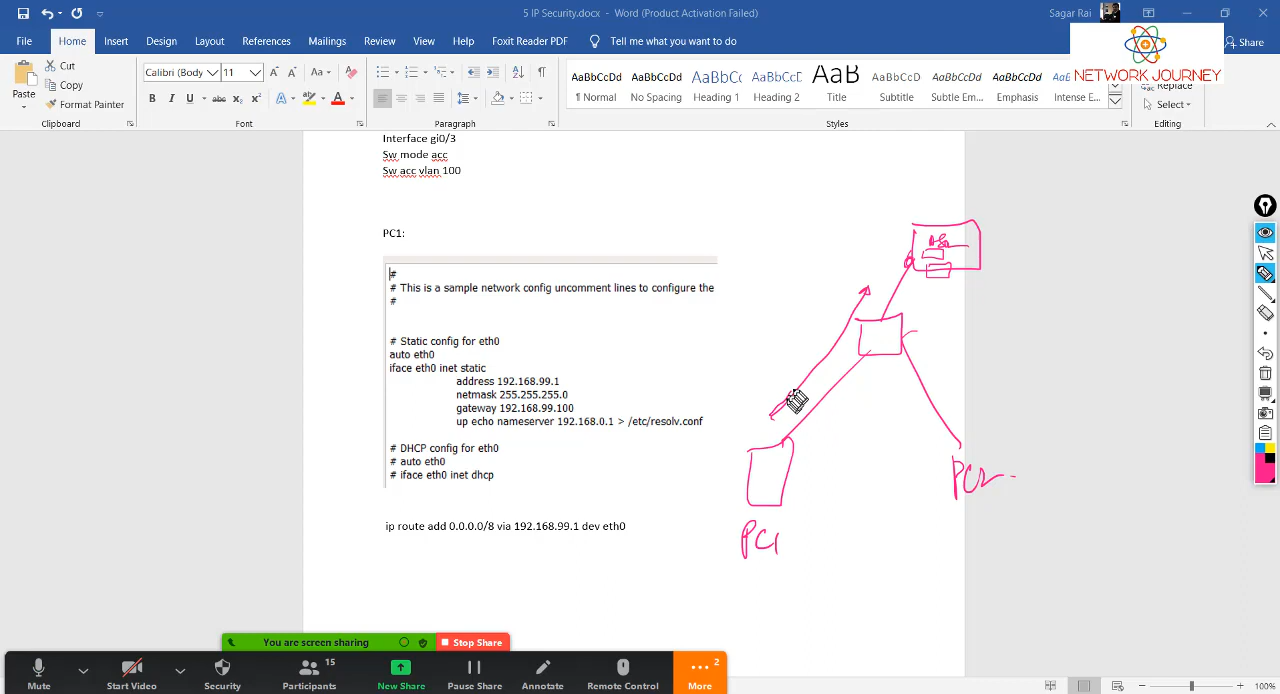 5 IP Security.docx - Word (Product Activation Failed)
Sagar Rai
File Home Insert Design Layout References Mailings Review View Help Foxit Reader PDF Tell me what you want to do
Share
NETWORK JOURNEY
Paste
Cut
Copy
Format Painter
Clipboard
Calibri (Body 11
Font
Paragraph
AaBbCcDd AaBbCcDd AaBbCc AaBbCcD AaB AaBbCcD AaBbCcDd AaBbCcDd AaBb
¶ Normal No Spacing Heading 1 Heading 2 Title Subtitle Subtle Em... Emphasis Intense E...
Styles
Replace
Select
Editing
Interface gi0/3
Sw mode acc
Sw acc vlan 100
PC1:
#
# This is a sample network config uncomment lines to configure the
#
# Static config for eth0
auto eth0
iface eth0 inet static
address 192.168.99.1
netmask 255.255.255.0
gateway 192.168.99.100
up echo nameserver 192.168.0.1 > /etc/resolv.conf
# DHCP config for eth0
# auto eth0
# iface eth0 inet dhcp
ip route add 0.0.0.0/8 via 192.168.99.1 dev eth0
PC2
PC1
You are screen sharing
Stop Share
Mute
Start Video
Security
Participants 15
New Share
Pause Share
Annotate
Remote Control
More 2
100%